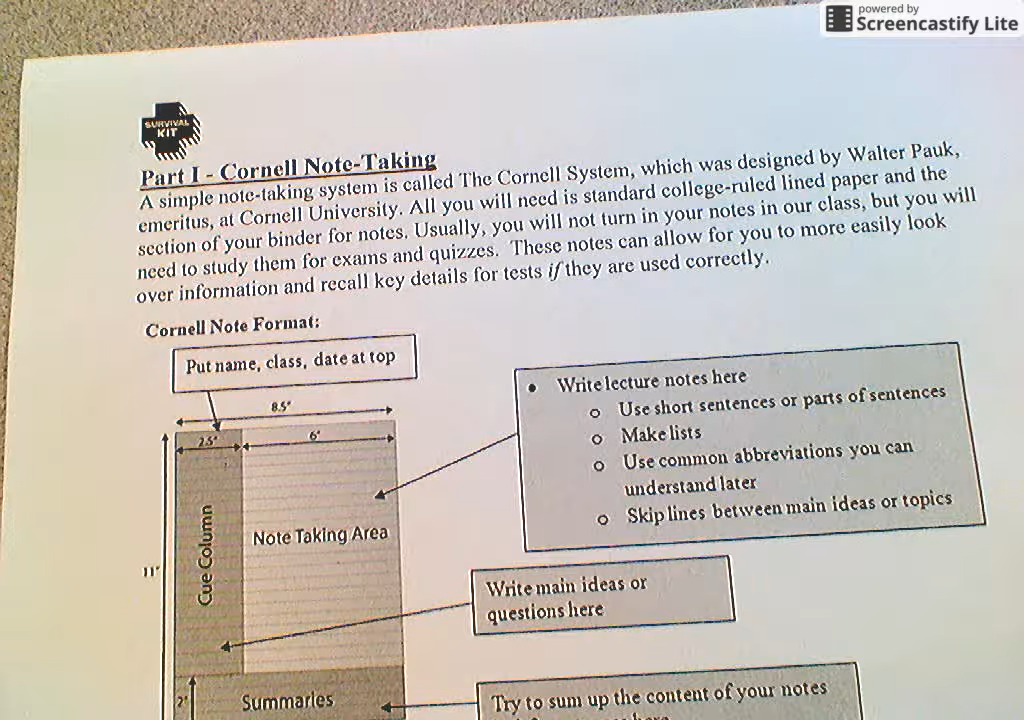 powered by
Screencastify Lite
SURVIVAL
KIT
Part I - Cornell Note-Taking
A simple note-taking system is called The Cornell System, which was designed by Walter Pauk,
emeritus, at Cornell University. All you will need is standard college-ruled lined paper and the
section of your binder for notes. Usually, you will not turn in your notes in our class, but you will
need to study them for exams and quizzes. These notes can allow for you to more easily look
over information and recall key details for tests if they are used correctly.
Cornell Note Format:
Put name, class, date at top
8.5"
2.5"
6"
11"
Cue Column
Note Taking Area
• Write lecture notes here
o Use short sentences or parts of sentences
o Make lists
o Use common abbreviations you can
understand later
o Skip lines between main ideas or topics
Write main ideas or
questions here
2"
Summaries
Try to sum up the content of your notes
here